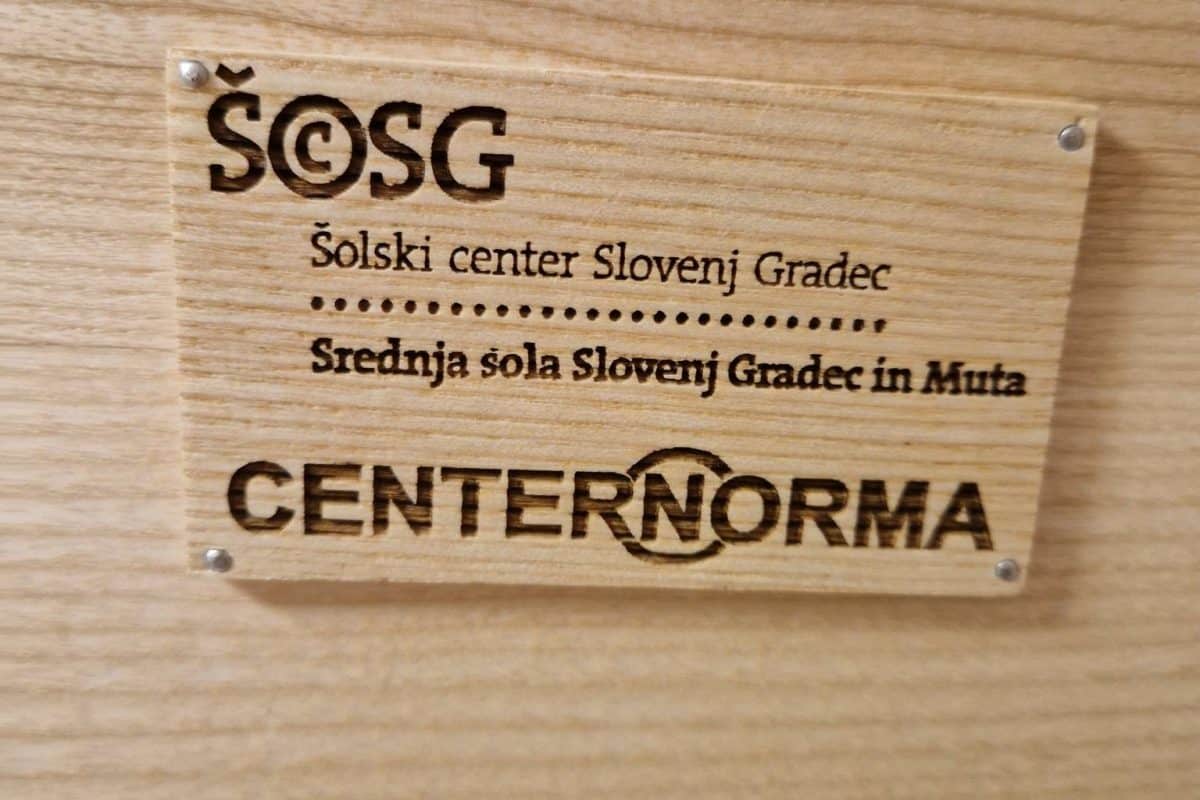 ŠCSG
Šolski center Slovenj Gradec
Srednja šola Slovenj Gradec in Muta
CENTERNORMA